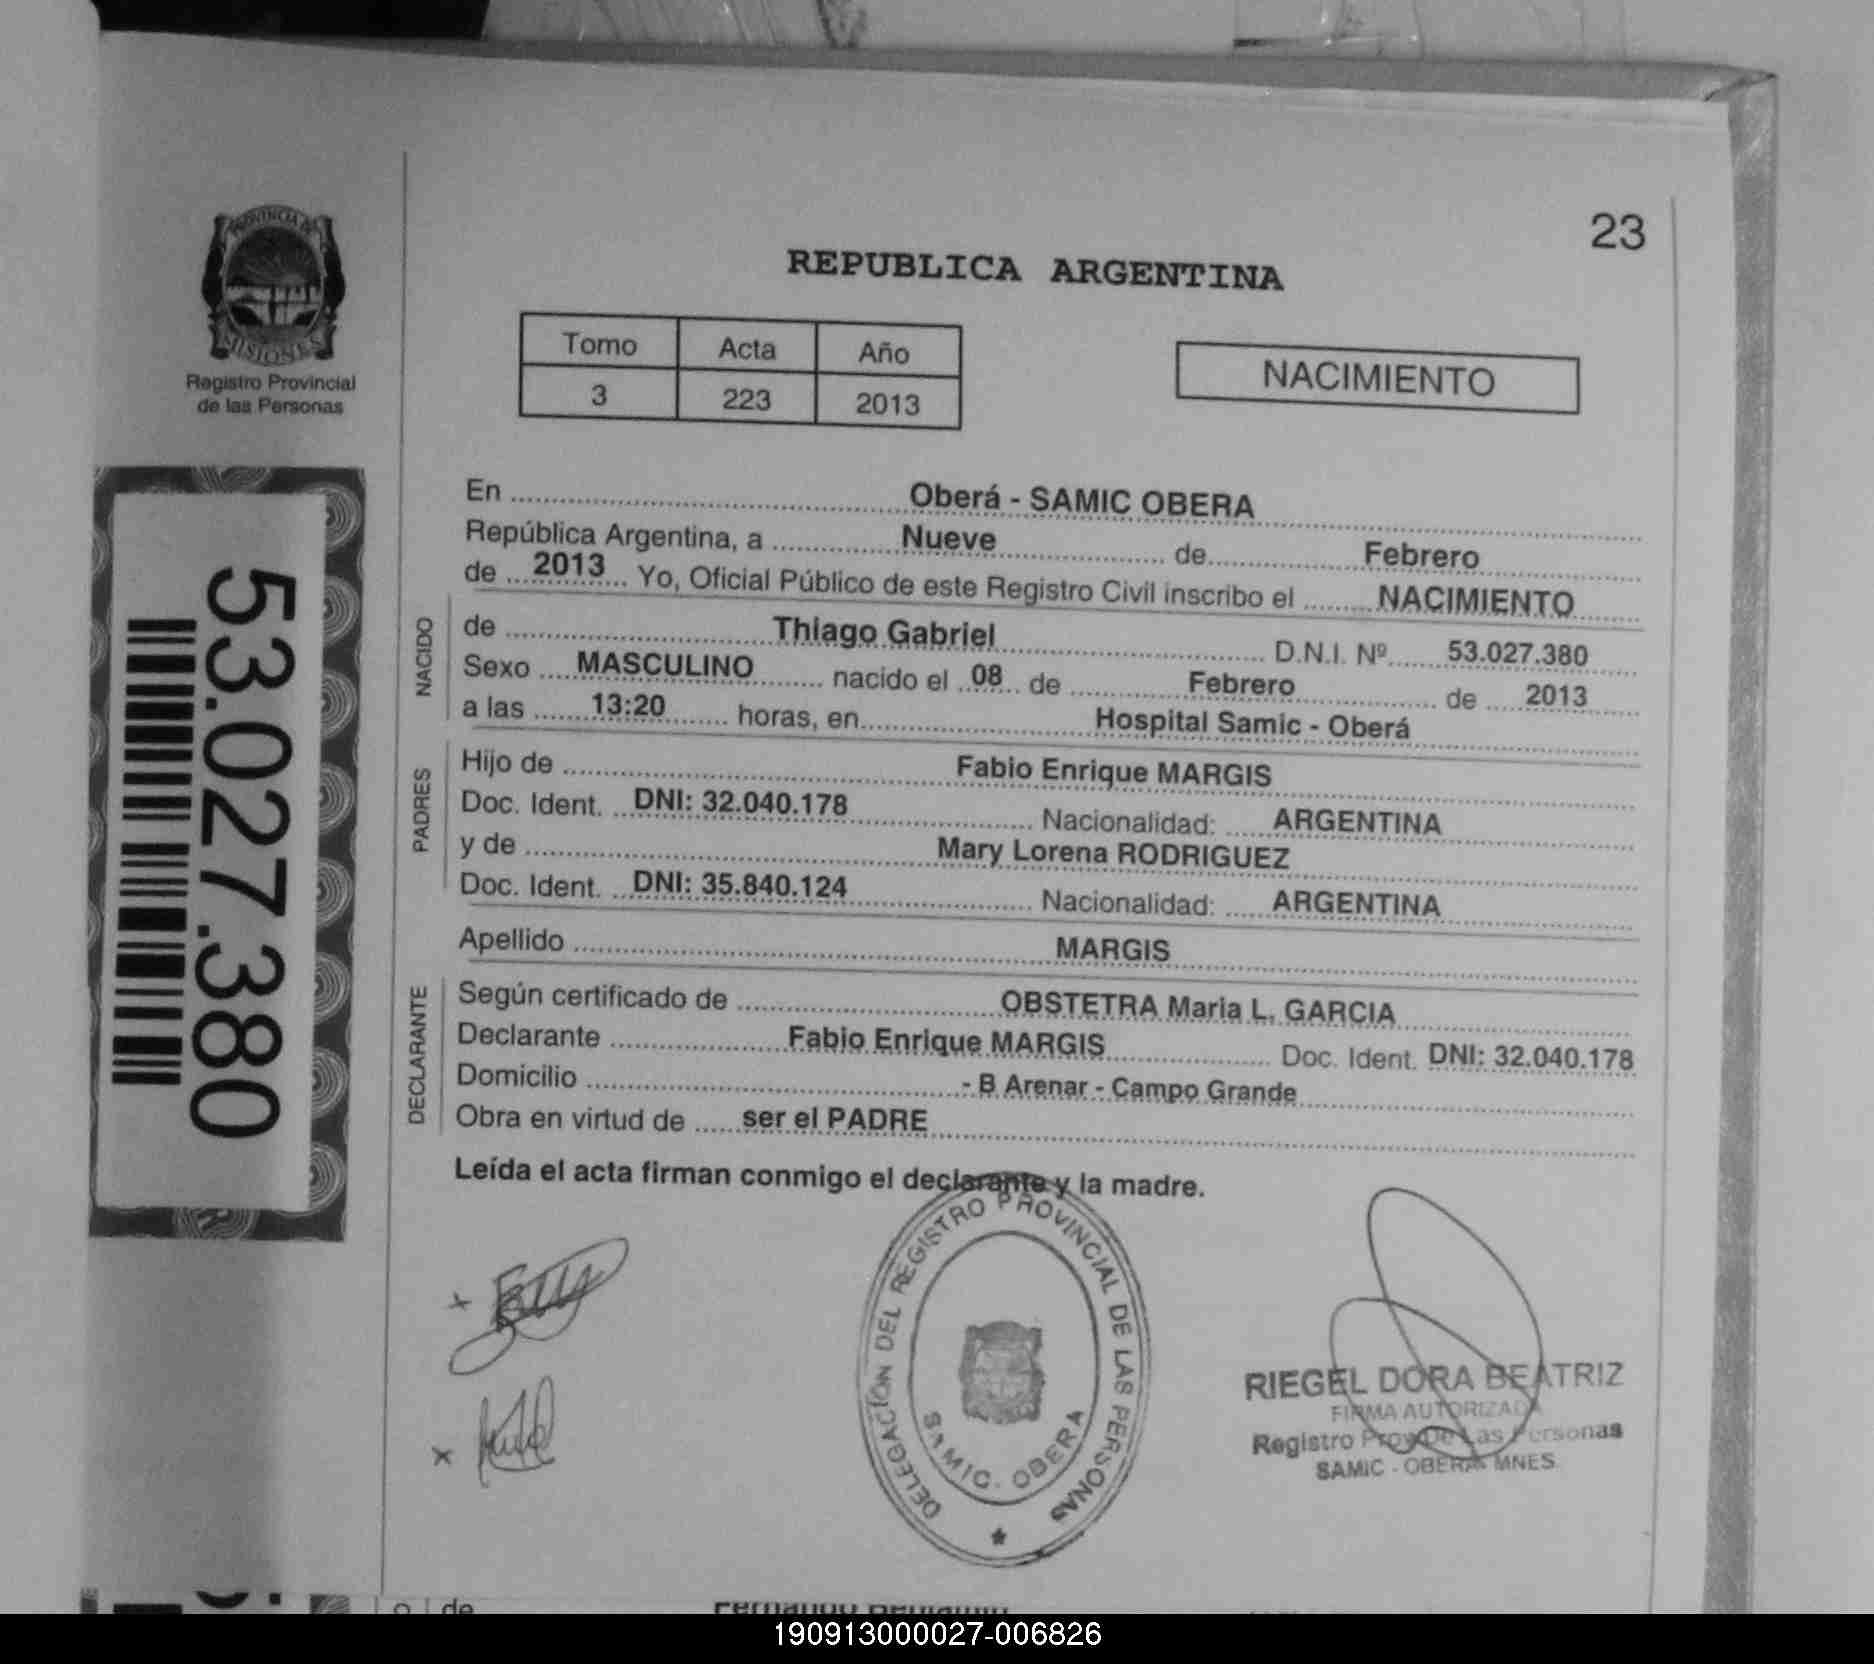 PROVINCIA DE
MISIONES
Registro Provincial
de las Personas
53.027.380
23
REPUBLICA ARGENTINA
Tomo Acta Año
3 223 2013
NACIMIENTO
En Oberá - SAMIC OBERA
República Argentina, a Nueve de Febrero
de 2013 Yo, Oficial Público de este Registro Civil inscribo el NACIMIENTO
NACIDO
de Thiago Gabriel D.N.I. Nº 53.027.380
Sexo MASCULINO nacido el 08 de Febrero de 2013
a las 13:20 horas, en Hospital Samic - Oberá
PADRES
Hijo de Fabio Enrique MARGIS
Doc. Ident. DNI: 32.040.178 Nacionalidad: ARGENTINA
y de Mary Lorena RODRIGUEZ
Doc. Ident. DNI: 35.840.124 Nacionalidad: ARGENTINA
Apellido MARGIS
DECLARANTE
Según certificado de OBSTETRA Maria L. GARCIA
Declarante Fabio Enrique MARGIS Doc. Ident. DNI: 32.040.178
Domicilio - B Arenar - Campo Grande
Obra en virtud de ser el PADRE
Leída el acta firman conmigo el declarante y la madre.
DELEGACIÓN DEL REGISTRO PROVINCIAL DE LAS PERSONAS
SAMIC. OBERA
RIEGEL DORA BEATRIZ
FIRMA AUTORIZADA
Registro Prov De Las Personas
SAMIC - OBERA MNES
de
190913000027-006826